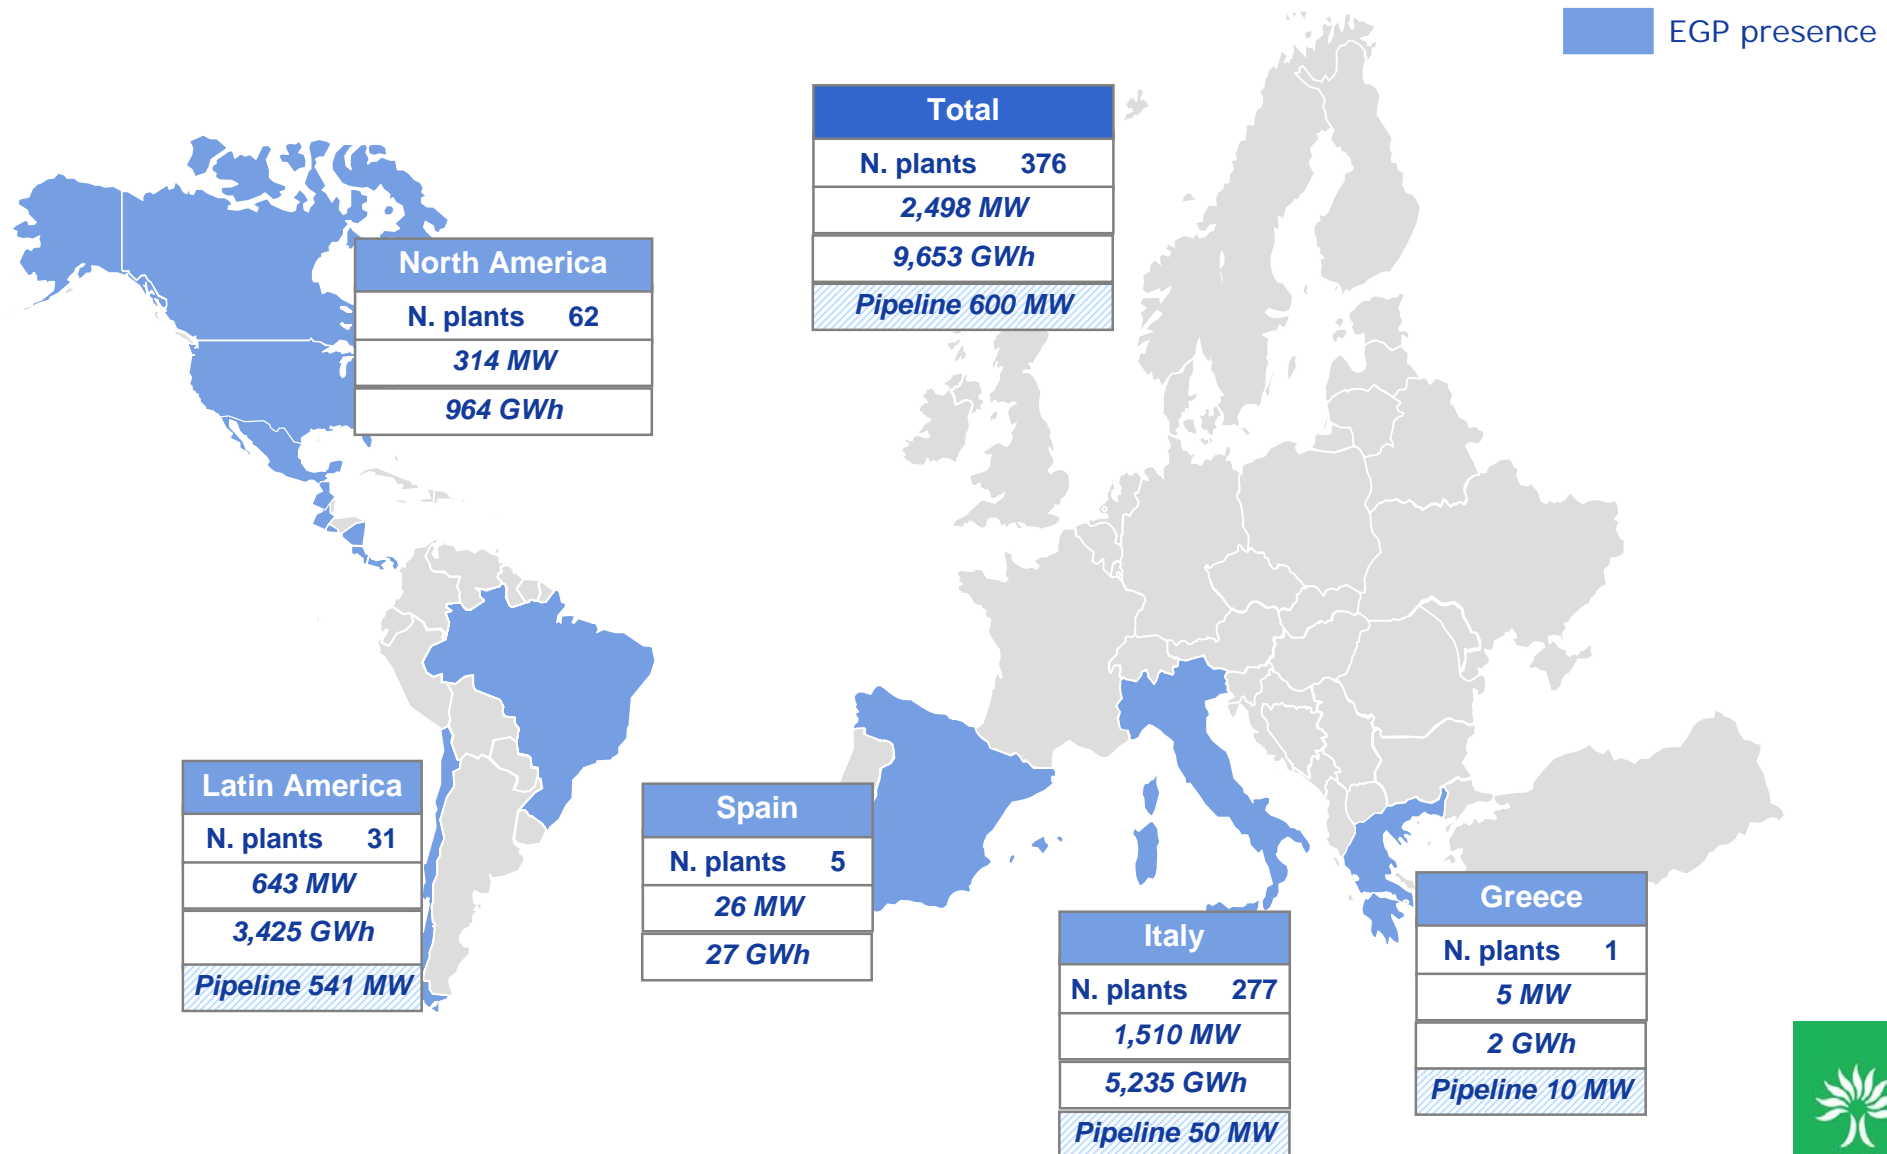 EGP presence
Total
N. plants 376
2,498 MW
9,653 GWh
Pipeline 600 MW
North America
N. plants 62
314 MW
964 GWh
Latin America
N. plants 31
643 MW
3,425 GWh
Pipeline 541 MW
Spain
N. plants 5
26 MW
27 GWh
Italy
N. plants 277
1,510 MW
5,235 GWh
Pipeline 50 MW
Greece
N. plants 1
5 MW
2 GWh
Pipeline 10 MW